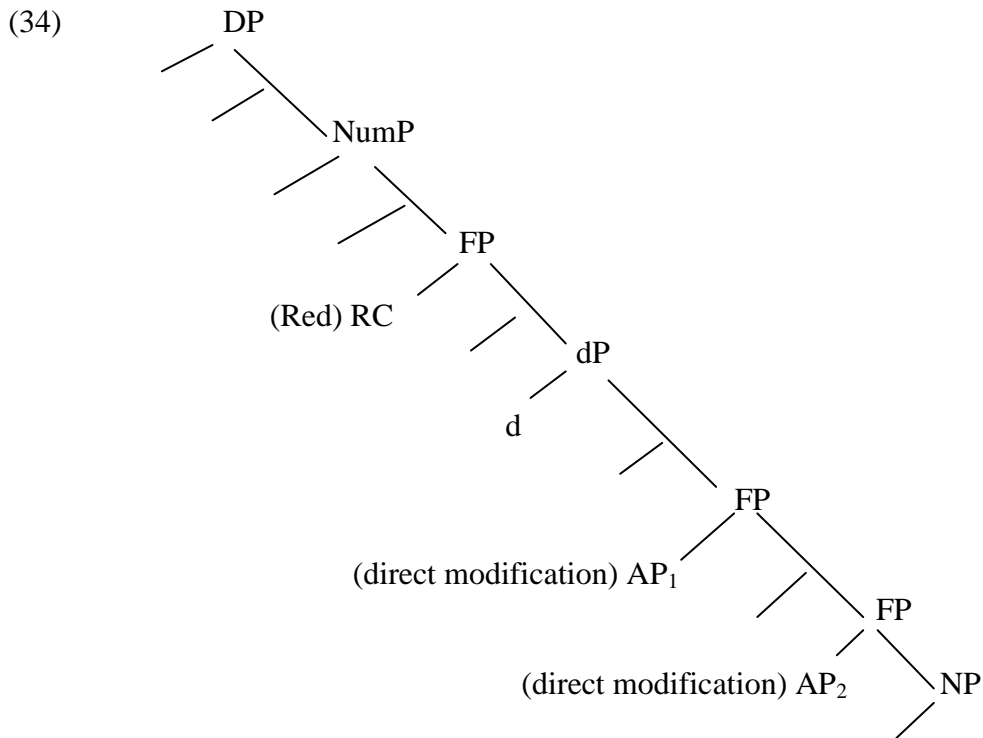 (34) DP
NumP
FP
(Red) RC
dP
d
FP
(direct modification) AP₁
FP
(direct modification) AP₂ NP